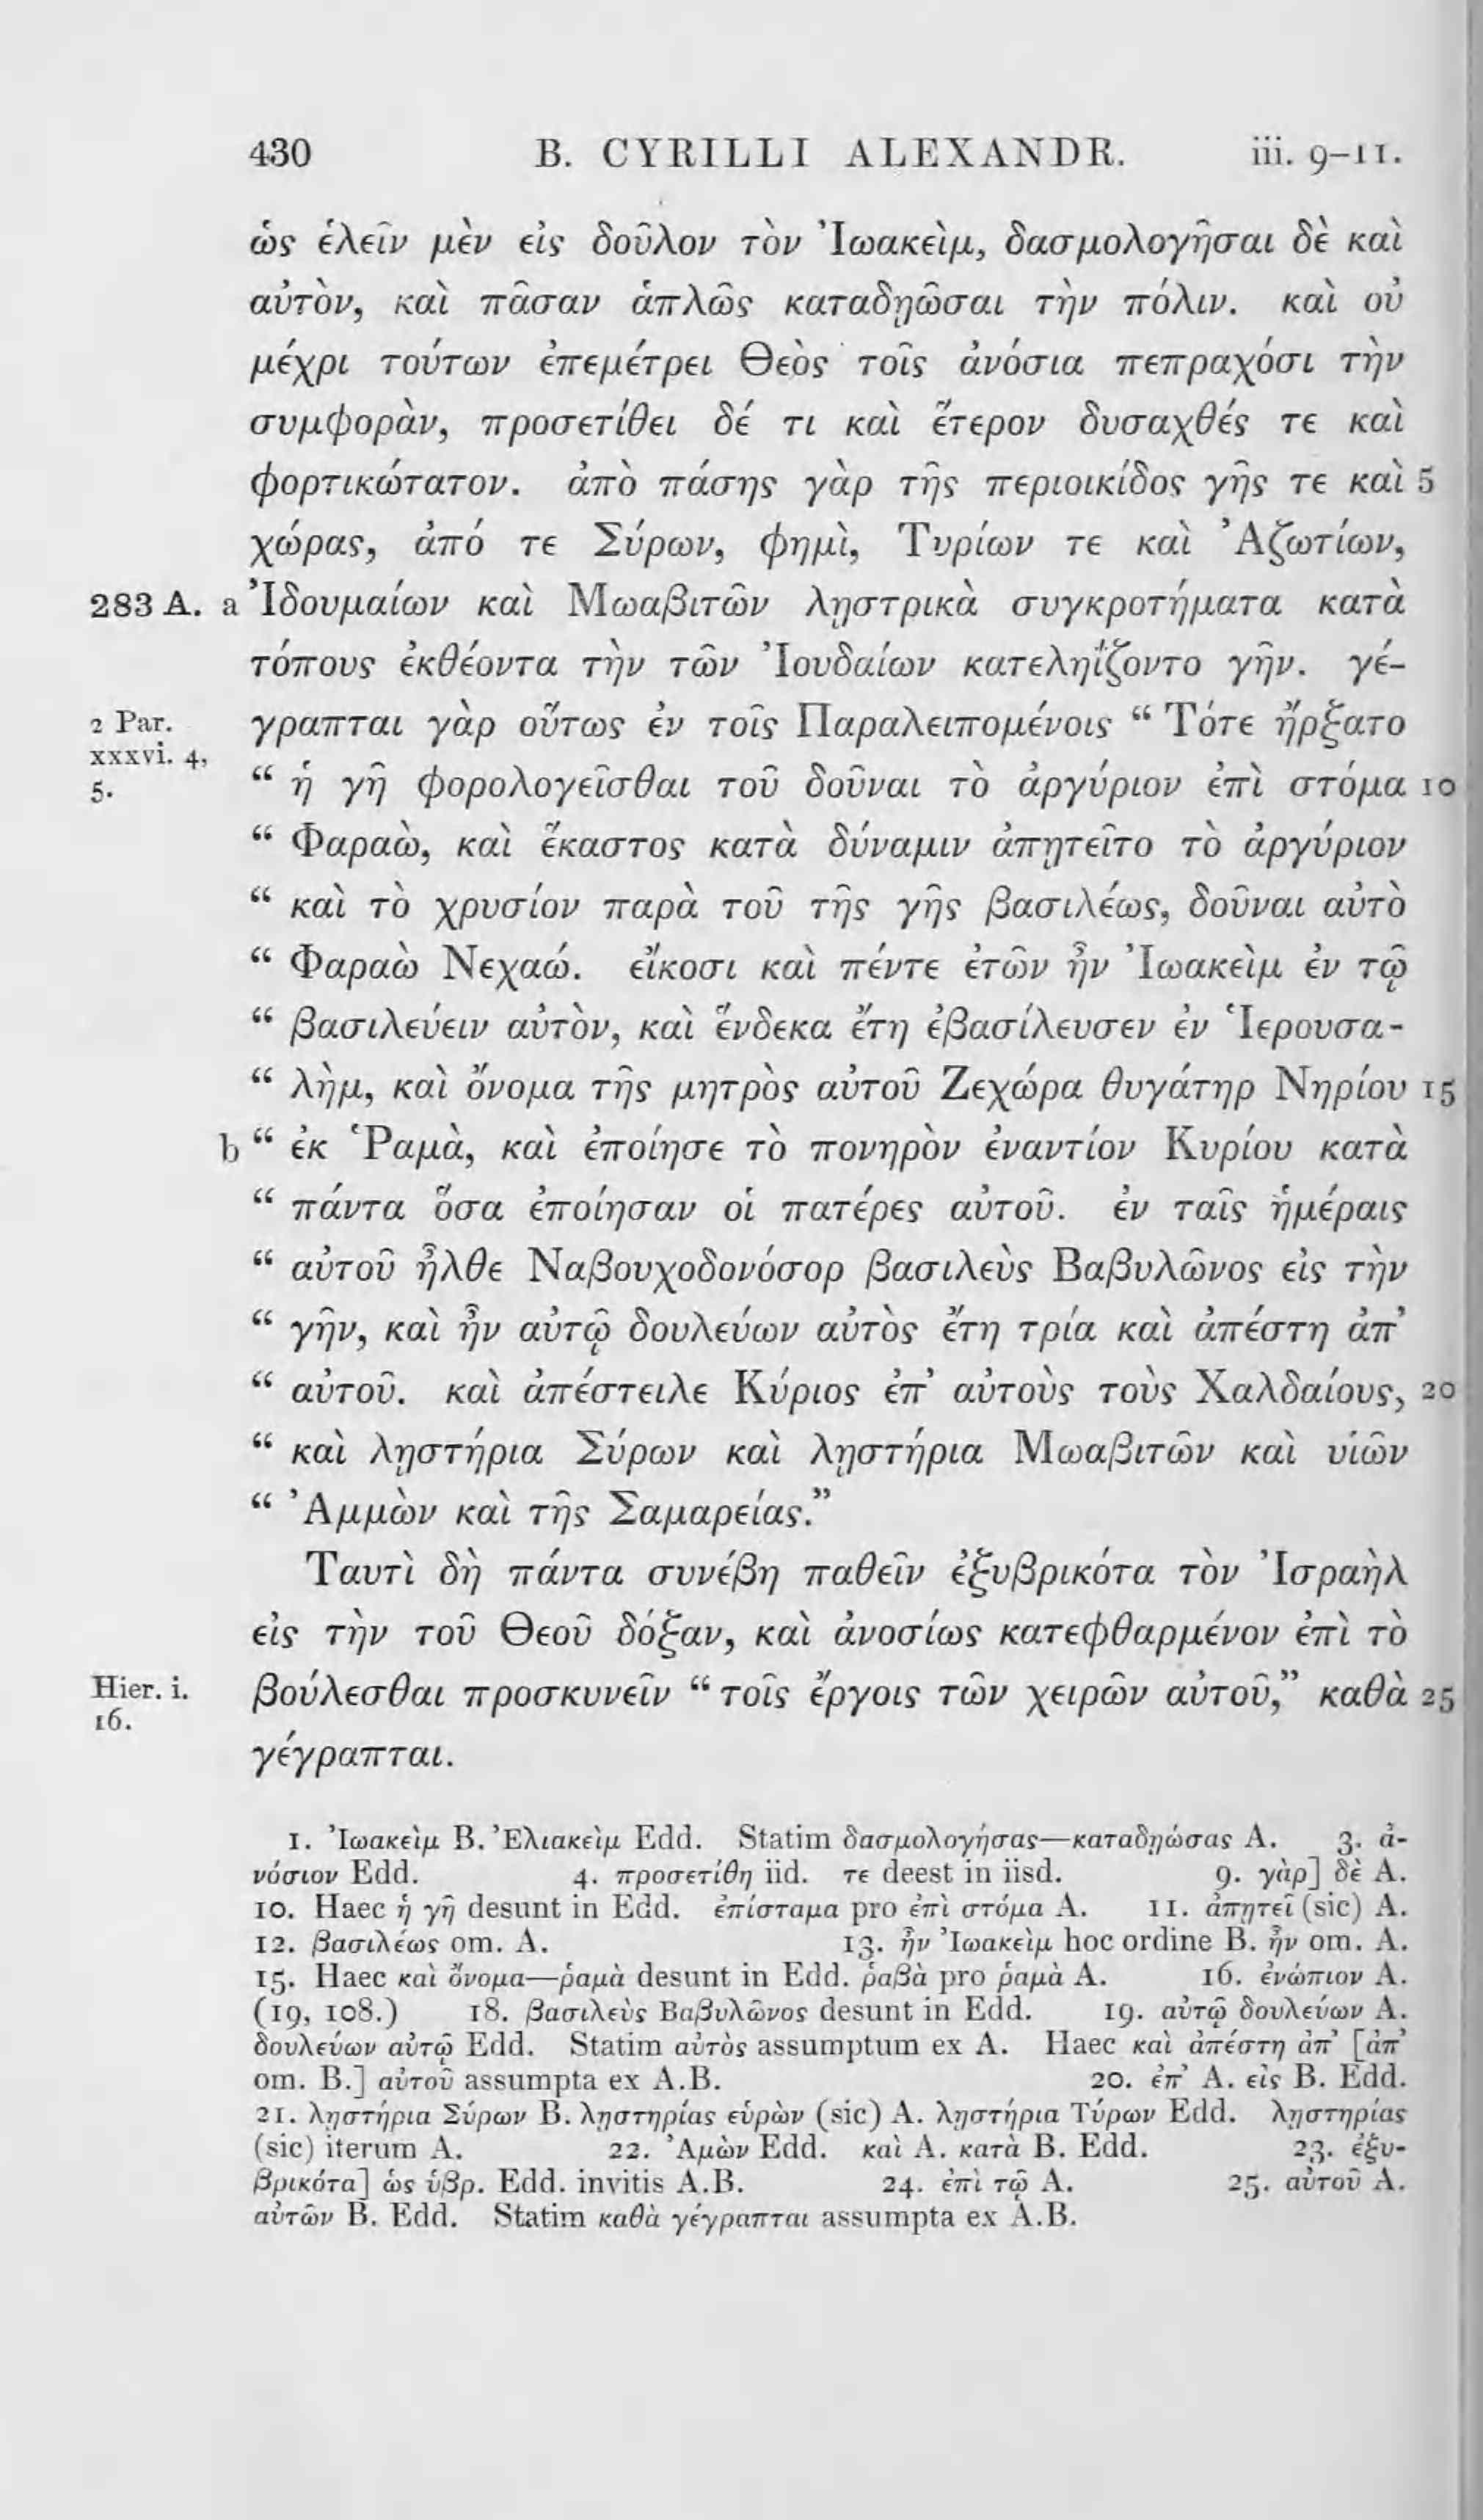 430 B. CYRILLI ALEXANDR. iii. 9–11.
ὡς ἑλεῖν μὲν εἰς δοῦλον τὸν Ἰωακεὶμ, δασμολογῆσαι δὲ καὶ
αὐτὸν, καὶ πᾶσαν ἁπλῶς καταδῃῶσαι τὴν πόλιν. καὶ οὐ
μέχρι τούτων ἐπεμέτρει Θεὸς τοῖς ἀνόσια πεπραχόσι τὴν
συμφορὰν, προσετίθει δέ τι καὶ ἕτερον δυσαχθές τε καὶ
φορτικώτατον. ἀπὸ πάσης γὰρ τῆς περιοικίδος γῆς τε καὶ 5
χώρας, ἀπό τε Σύρων, φημὶ, Τυρίων τε καὶ Ἀζωτίων,
283 A. a Ἰδουμαίων καὶ Μωαβιτῶν λῃστρικὰ συγκροτήματα κατὰ
τόπους ἐκθέοντα τὴν τῶν Ἰουδαίων κατεληΐζοντο γῆν. γέ-
2 Par. γραπται γὰρ οὕτως ἐν τοῖς Παραλειπομένοις “ Τότε ἤρξατο
xxxvi. 4,
5. “ ἡ γῆ φορολογεῖσθαι τοῦ δοῦναι τὸ ἀργύριον ἐπὶ στόμα 10
“ Φαραὼ, καὶ ἕκαστος κατὰ δύναμιν ἀπῃτεῖτο τὸ ἀργύριον
“ καὶ τὸ χρυσίον παρὰ τοῦ τῆς γῆς βασιλέως, δοῦναι αὐτὸ
“ Φαραὼ Νεχαώ. εἴκοσι καὶ πέντε ἐτῶν ἦν Ἰωακεὶμ ἐν τῷ
“ βασιλεύειν αὐτὸν, καὶ ἕνδεκα ἔτη ἐβασίλευσεν ἐν Ἱερουσα-
“ λὴμ, καὶ ὄνομα τῆς μητρὸς αὐτοῦ Ζεχώρα θυγάτηρ Νηρίου 15
b “ ἐκ Ῥαμὰ, καὶ ἐποίησε τὸ πονηρὸν ἐναντίον Κυρίου κατὰ
“ πάντα ὅσα ἐποίησαν οἱ πατέρες αὐτοῦ. ἐν ταῖς ἡμέραις
“ αὐτοῦ ἦλθε Ναβουχοδονόσορ βασιλεὺς Βαβυλῶνος εἰς τὴν
“ γῆν, καὶ ἦν αὐτῷ δουλεύων αὐτὸς ἔτη τρία καὶ ἀπέστη ἀπ’
“ αὐτοῦ. καὶ ἀπέστειλε Κύριος ἐπ’ αὐτοὺς τοὺς Χαλδαίους, 20
“ καὶ λῃστήρια Σύρων καὶ λῃστήρια Μωαβιτῶν καὶ υἱῶν
“ Ἀμμὼν καὶ τῆς Σαμαρείας.”
Ταυτὶ δὴ πάντα συνέβη παθεῖν ἐξυβρικότα τὸν Ἰσραὴλ
εἰς τὴν τοῦ Θεοῦ δόξαν, καὶ ἀνοσίως κατεφθαρμένον ἐπὶ τὸ
Hier. i. βούλεσθαι προσκυνεῖν “ τοῖς ἔργοις τῶν χειρῶν αὐτοῦ,” καθὰ 25
16.
γέγραπται.
1. Ἰωακεὶμ B. Ἐλιακεὶμ Edd. Statim δασμολογήσας—καταδῃώσας A. 3. ἀ-
νόσιον Edd. 4. προσετίθη iid. τε deest in iisd. 9. γὰρ] δὲ A.
10. Haec ἡ γῆ desunt in Edd. ἐπίσταμα pro ἐπὶ στόμα A. 11. ἀπῃτεῖ (sic) A.
12. βασιλέως om. A. 13. ἦν Ἰωακεὶμ hoc ordine B. ἦν om. A.
15. Haec καὶ ὄνομα—ῥαμὰ desunt in Edd. ῥαβὰ pro ῥαμὰ A. 16. ἐνώπιον A.
(19, 108.) 18. βασιλεὺς Βαβυλῶνος desunt in Edd. 19. αὐτῷ δουλεύων A.
δουλεύων αὐτῷ Edd. Statim αὐτὸς assumptum ex A. Haec καὶ ἀπέστη ἀπ’ [ἀπ’
om. B.] αὐτοῦ assumpta ex A.B. 20. ἐπ’ A. εἰς B. Edd.
21. λῃστήρια Σύρων B. λῃστηρίας εὑρὼν (sic) A. λῃστήρια Τύρων Edd. λῃστηρίας
(sic) iterum A. 22. Ἀμὼν Edd. καὶ A. κατὰ B. Edd. 23. ἐξυ-
βρικότα] ὡς ὑβρ. Edd. invitis A.B. 24. ἐπὶ τῷ A. 25. αὐτοῦ A.
αὐτῶν B. Edd. Statim καθὰ γέγραπται assumpta ex A.B.